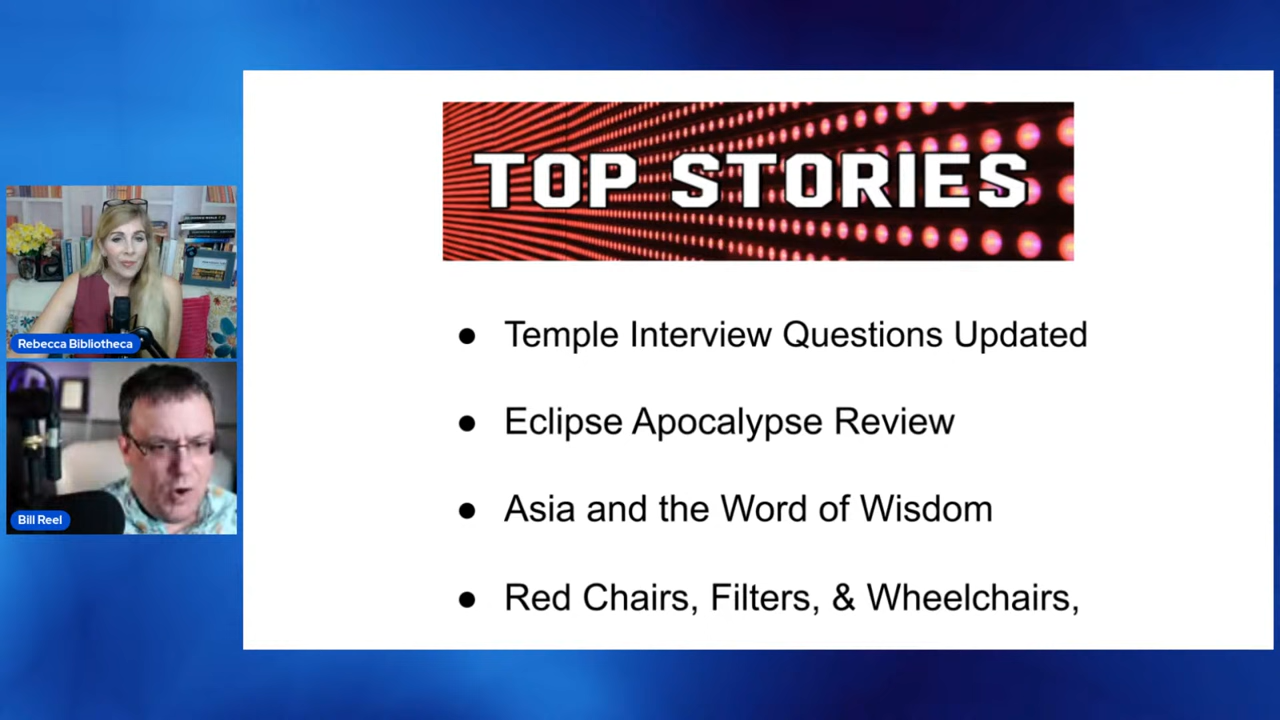 TOP STORIES
● Temple Interview Questions Updated
● Eclipse Apocalypse Review
● Asia and the Word of Wisdom
● Red Chairs, Filters, & Wheelchairs,
Rebecca Bibliotheca
Bill Reel